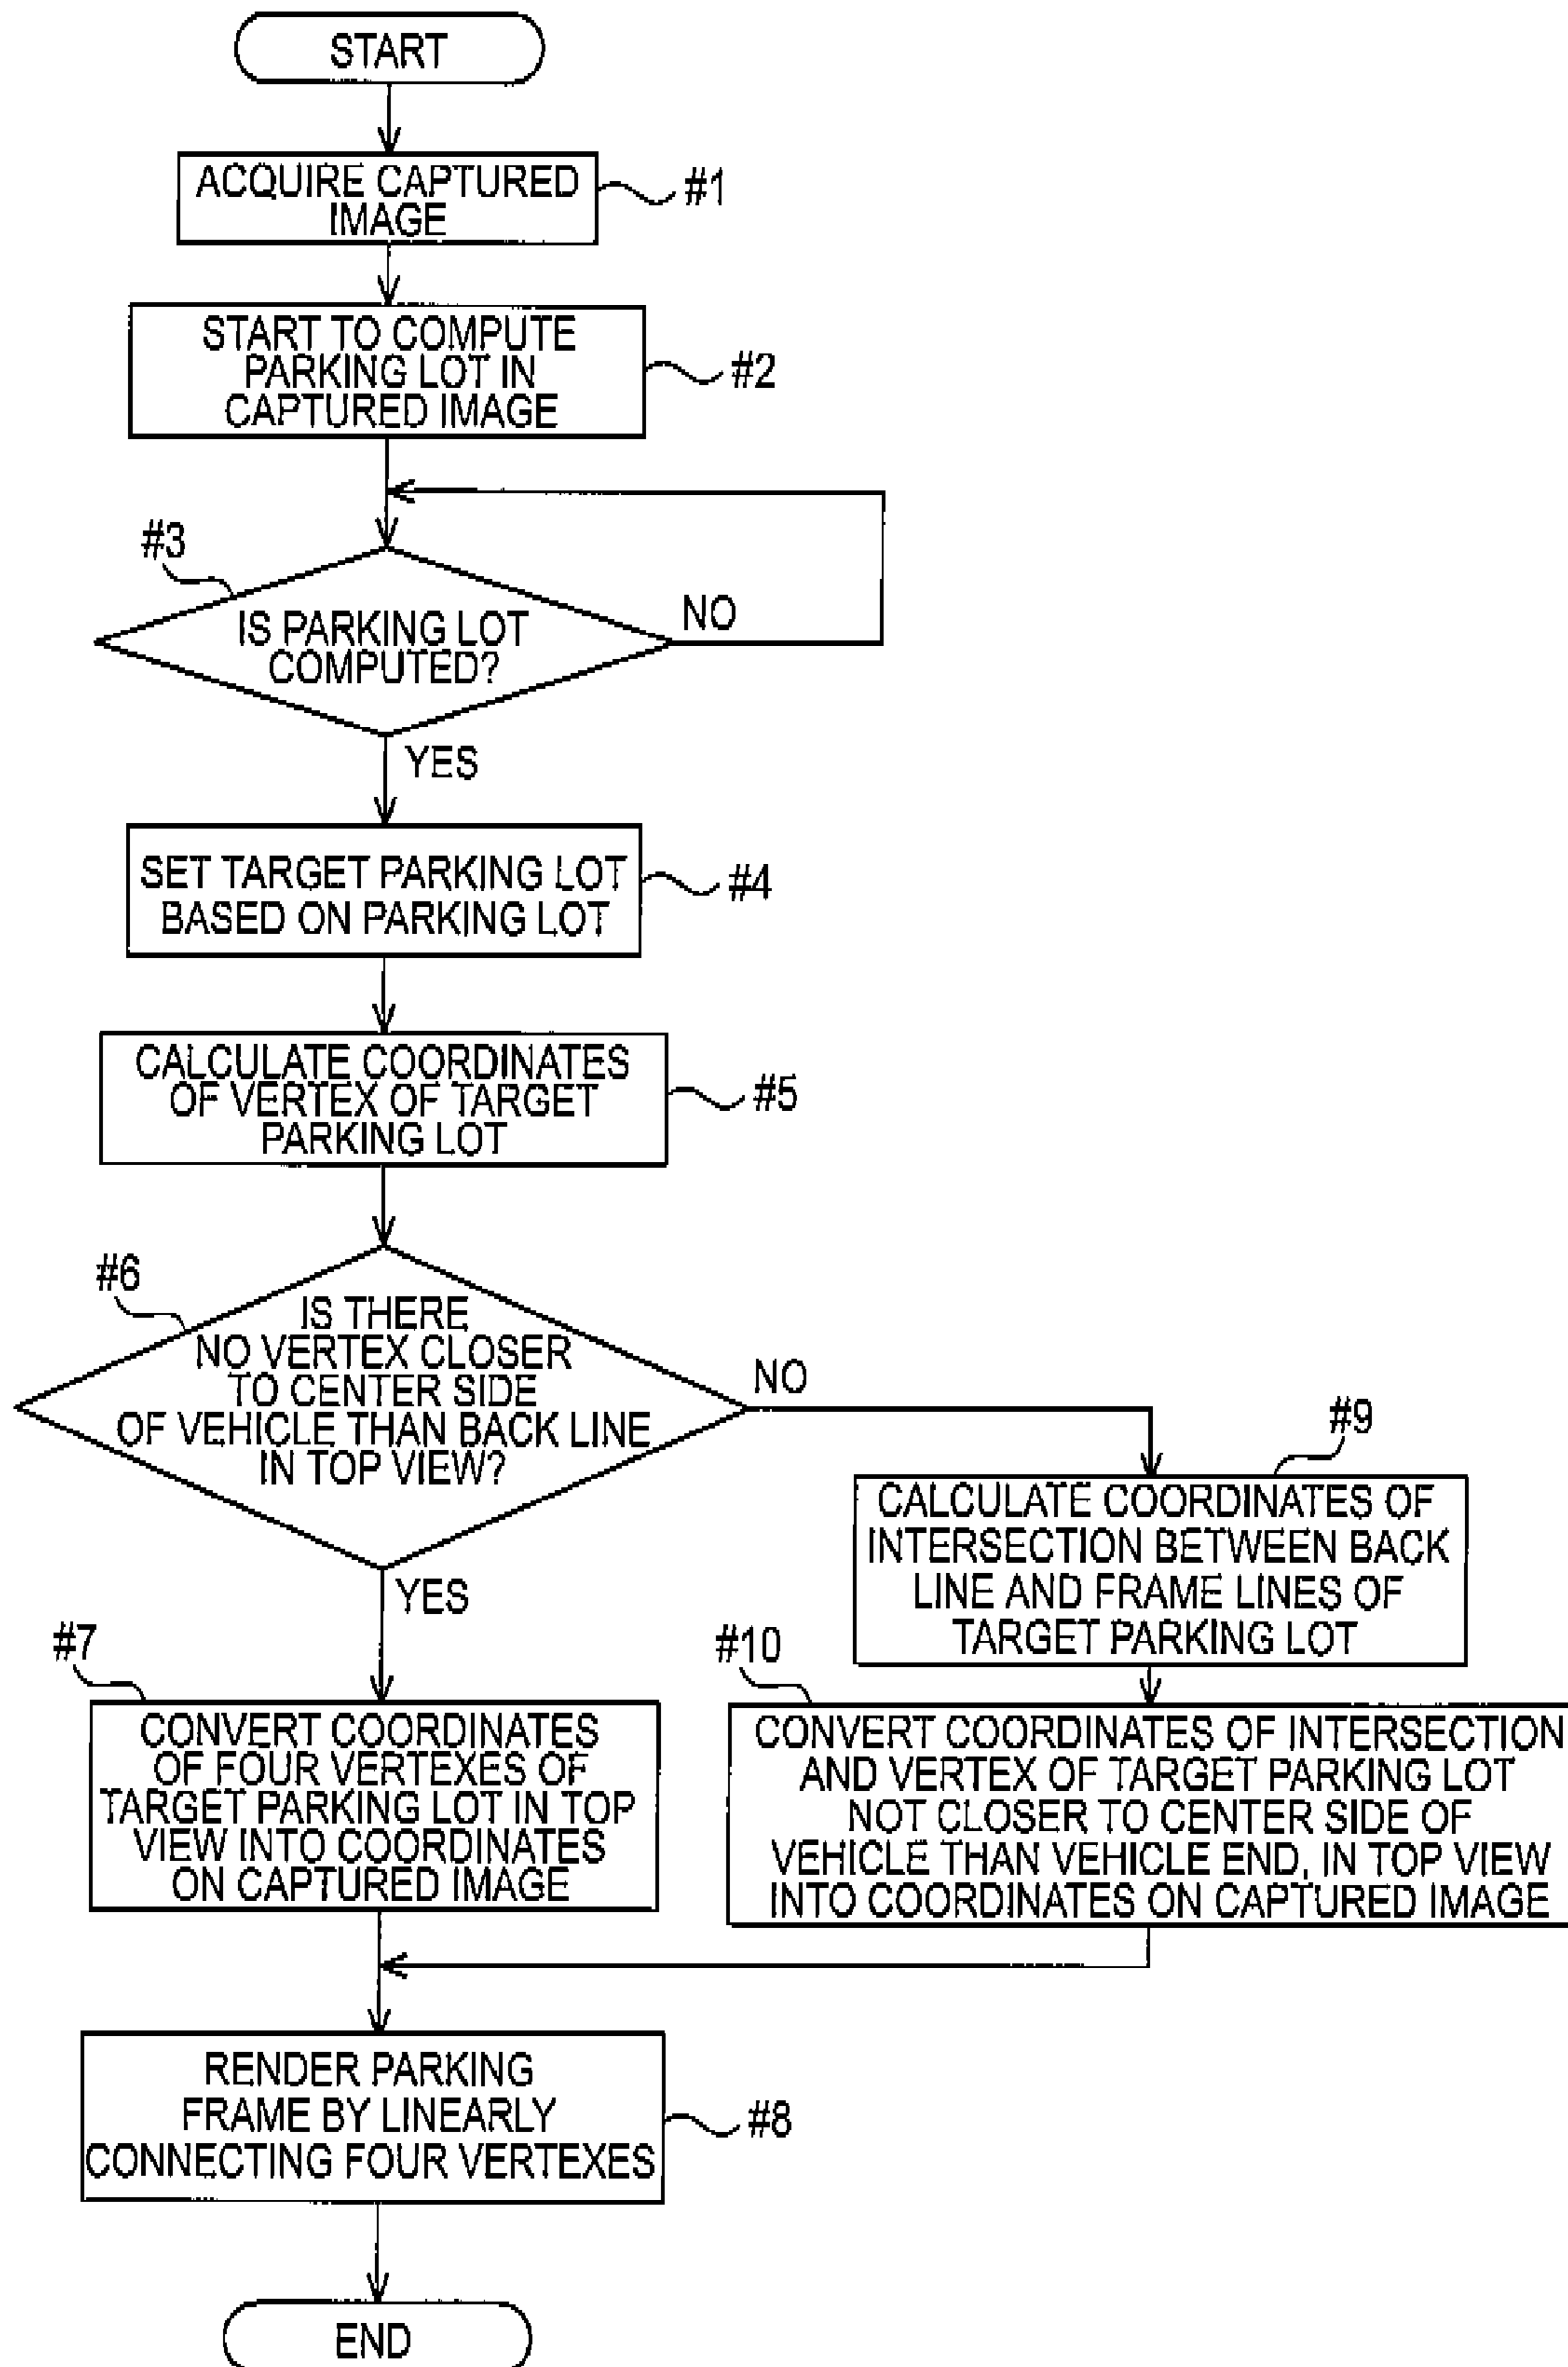 START
ACQUIRE CAPTURED
IMAGE
#1
START TO COMPUTE
PARKING LOT IN
CAPTURED IMAGE
#2
#3
IS PARKING LOT
COMPUTED?
NO
YES
SET TARGET PARKING LOT
BASED ON PARKING LOT
#4
CALCULATE COORDINATES
OF VERTEX OF TARGET
PARKING LOT
#5
#6
IS THERE
NO VERTEX CLOSER
TO CENTER SIDE
OF VEHICLE THAN BACK LINE
IN TOP VIEW?
NO
YES
#9
CALCULATE COORDINATES OF
INTERSECTION BETWEEN BACK
LINE AND FRAME LINES OF
TARGET PARKING LOT
#7
CONVERT COORDINATES
OF FOUR VERTEXES OF
TARGET PARKING LOT IN TOP
VIEW INTO COORDINATES
ON CAPTURED IMAGE
#10
CONVERT COORDINATES OF INTERSECTION
AND VERTEX OF TARGET PARKING LOT
NOT CLOSER TO CENTER SIDE OF
VEHICLE THAN VEHICLE END, IN TOP VIEW
INTO COORDINATES ON CAPTURED IMAGE
RENDER PARKING
FRAME BY LINEARLY
CONNECTING FOUR VERTEXES
#8
END